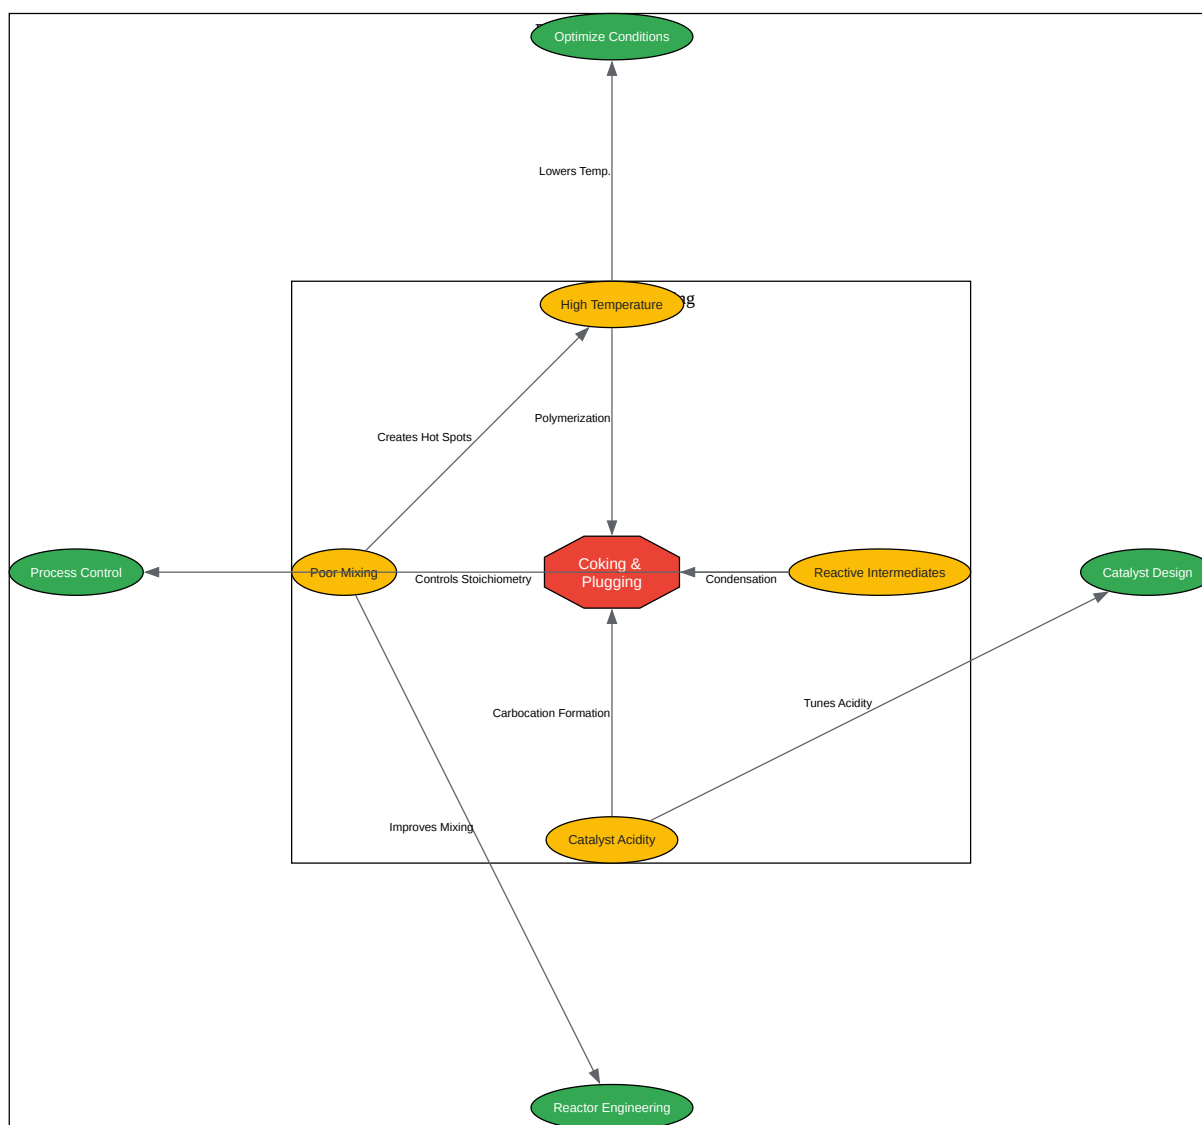 Optimize Conditions
Lowers Temp.
High Temperature
Polymerization
Creates Hot Spots
Process Control
Poor Mixing
Controls Stoichiometry
Coking &
Plugging
Condensation
Reactive Intermediates
Catalyst Design
Carbocation Formation
Tunes Acidity
Improves Mixing
Catalyst Acidity
Reactor Engineering